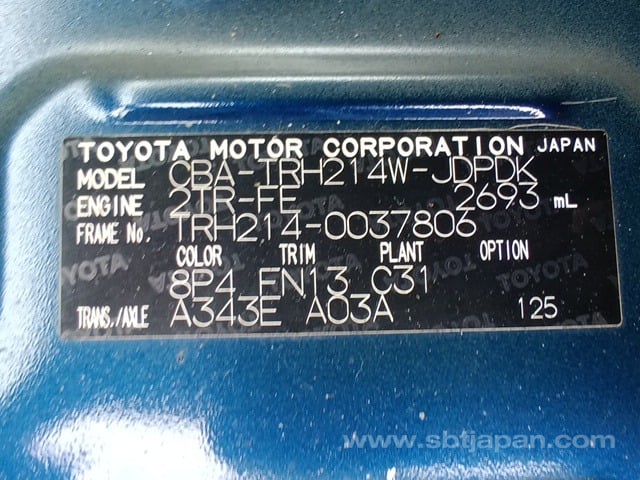 TOYOTA MOTOR CORPORATION JAPAN
MODEL CBA-TRH214W-JDPDK
ENGINE 2TR-FE 2693 mL
FRAME No. TRH214-0037806
COLOR TRIM PLANT OPTION
8P4 FN13 C31
TRANS./AXLE A343E A03A 125
www.sbtjapan.com